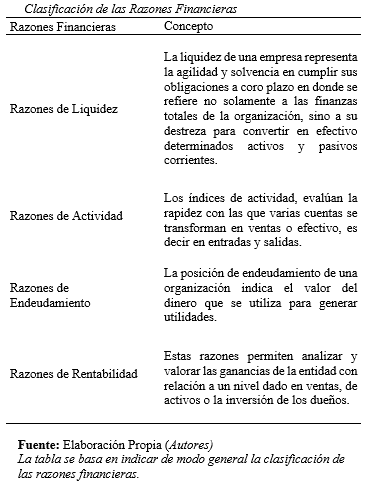 Clasificación de las Razones Financieras
Razones Financieras Concepto
Razones de Liquidez
La liquidez de una empresa representa
la agilidad y solvencia en cumplir sus
obligaciones a coro plazo en donde se
refiere no solamente a las finanzas
totales de la organización, sino a su
destreza para convertir en efectivo
determinados activos y pasivos
corrientes.
Razones de Actividad
Los índices de actividad, evalúan la
rapidez con las que varias cuentas se
transforman en ventas o efectivo, es
decir en entradas y salidas.
Razones de
Endeudamiento
La posición de endeudamiento de una
organización indica el valor del
dinero que se utiliza para generar
utilidades.
Razones de Rentabilidad
Estas razones permiten analizar y
valorar las ganancias de la entidad con
relación a un nivel dado en ventas, de
activos o la inversión de los dueños.
Fuente: Elaboración Propia (Autores)
La tabla se basa en indicar de modo general la clasificación de
las razones financieras.